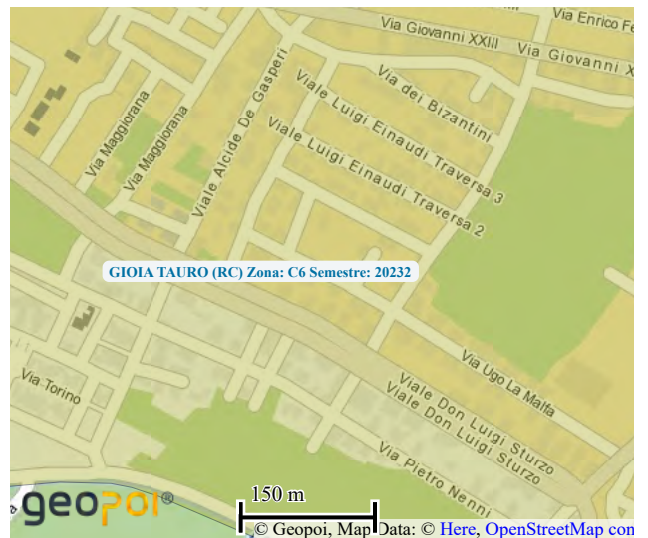 Via Enrico Fe
Via Giovanni XXIII
Via Giovanni X
Via dei Bizantini
Viale Luigi Einaudi Traversa 3
Viale Alcide De Gasperi
Via Maggiorana
Via Maggiorana
Viale Luigi Einaudi Traversa 2
GIOIA TAURO (RC) Zona: C6 Semestre: 20232
Via Ugo La Malfa
Via Torino
Viale Don Luigi Sturzo
Viale Don Luigi Sturzo
Via Pietro Nenni
geopoi®
150 m
© Geopoi, Map Data: © Here, OpenStreetMap con